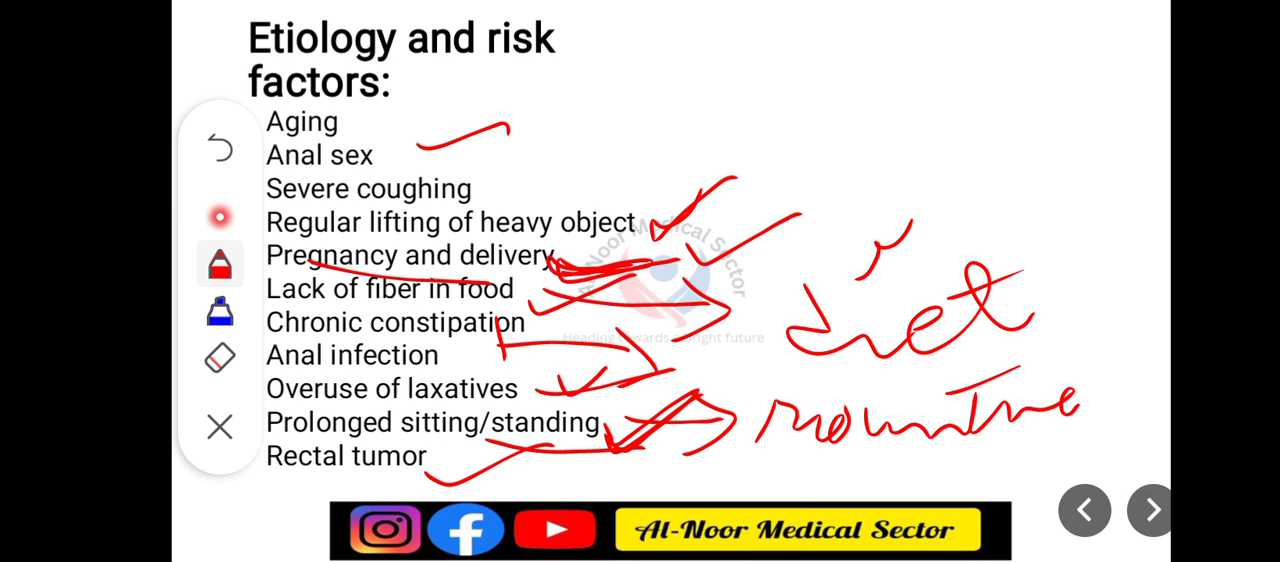 Etiology and risk
factors:
Aging
Anal sex
Severe coughing
Regular lifting of heavy object
Pregnancy and delivery
Lack of fiber in food
Chronic constipation
Anal infection
Overuse of laxatives
Prolonged sitting/standing
Rectal tumor
diet
routine
Al-Noor Medical Sector
Heading towards a bright future
Al-Noor Medical Sector